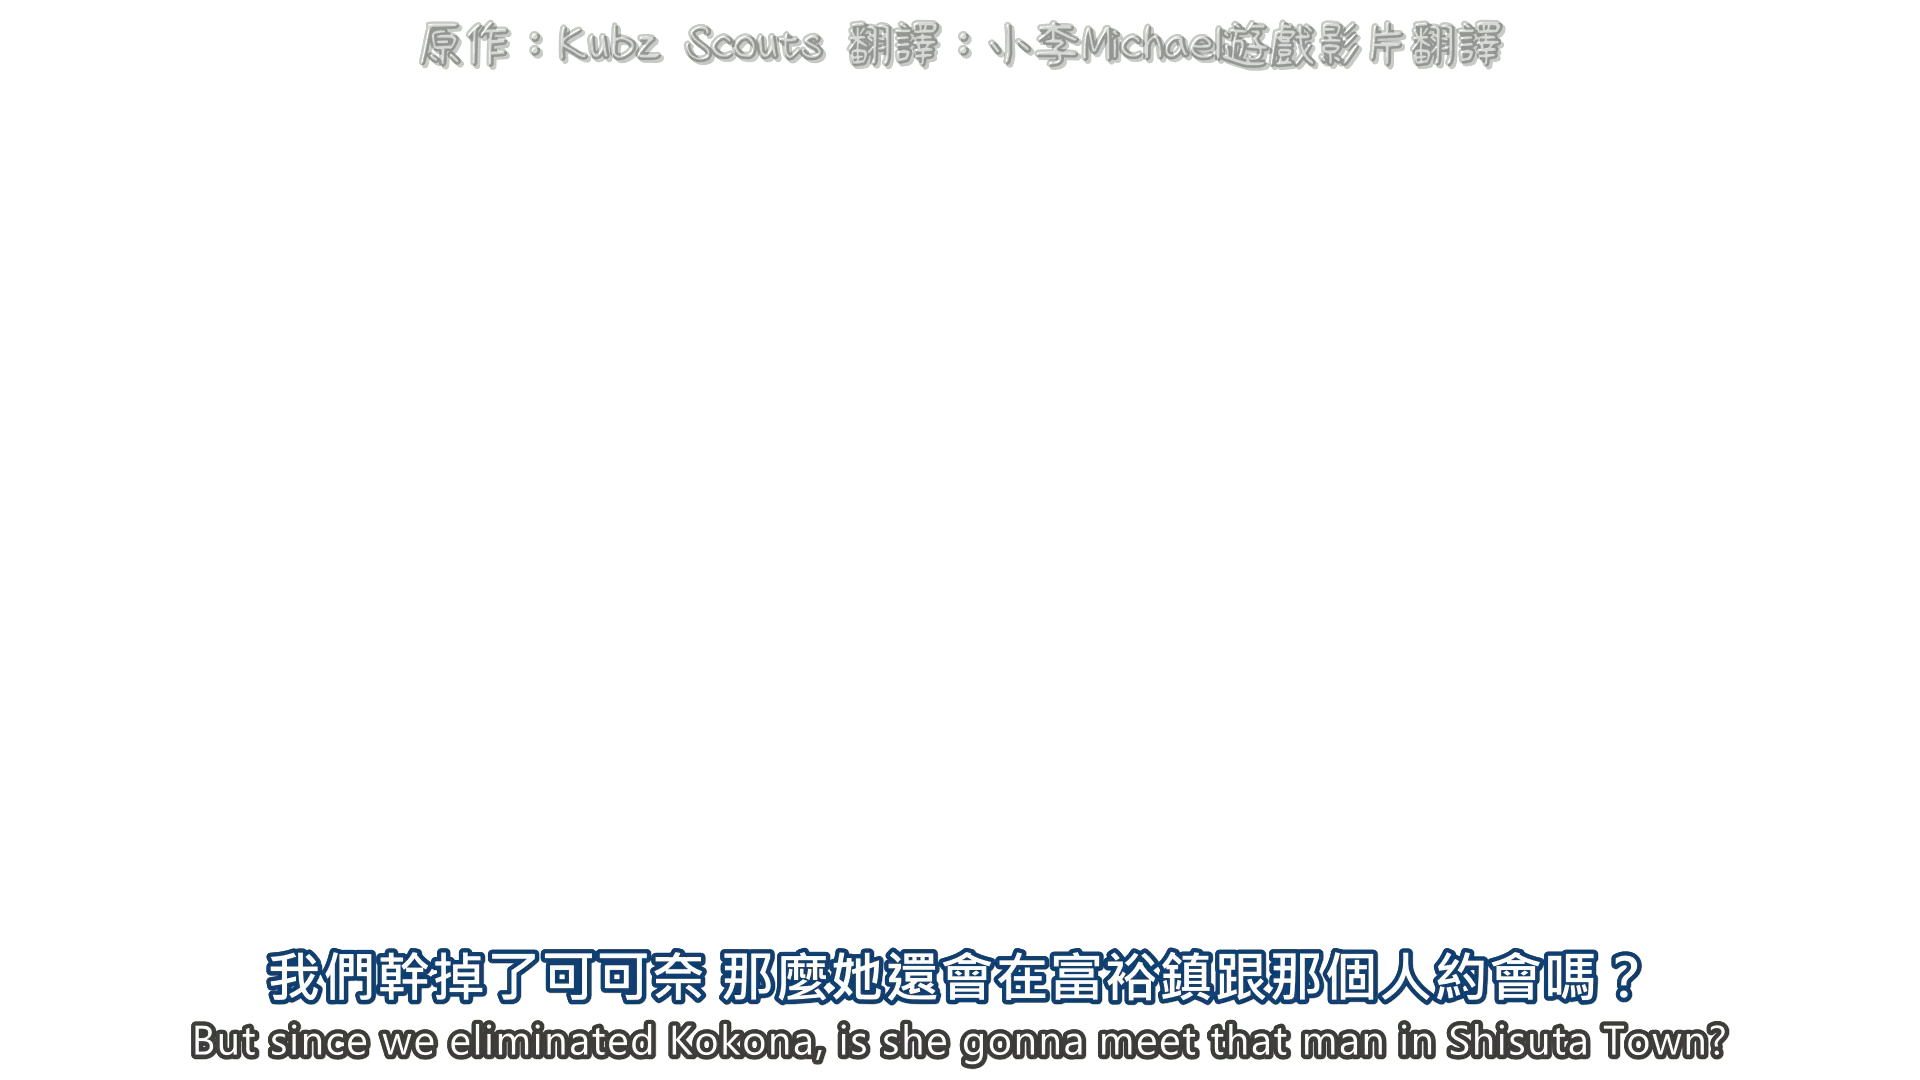 原作：Kubz Scouts 翻譯：小李Michael遊戲影片翻譯
我們幹掉了可可奈 那麼她還會在富裕鎮跟那個人約會嗎？
But since we eliminated Kokona, is she gonna meet that man in Shisuta Town?